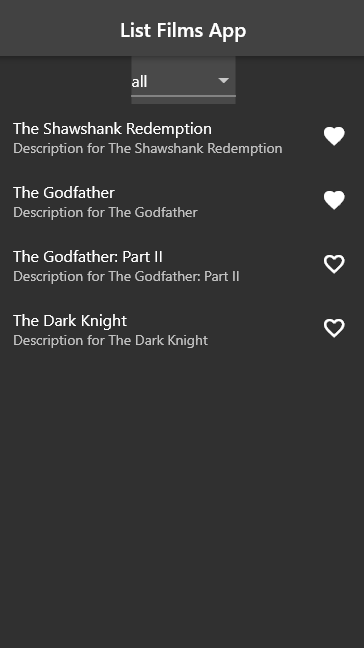 List Films App
all
The Shawshank Redemption
Description for The Shawshank Redemption
The Godfather
Description for The Godfather
The Godfather: Part II
Description for The Godfather: Part II
The Dark Knight
Description for The Dark Knight